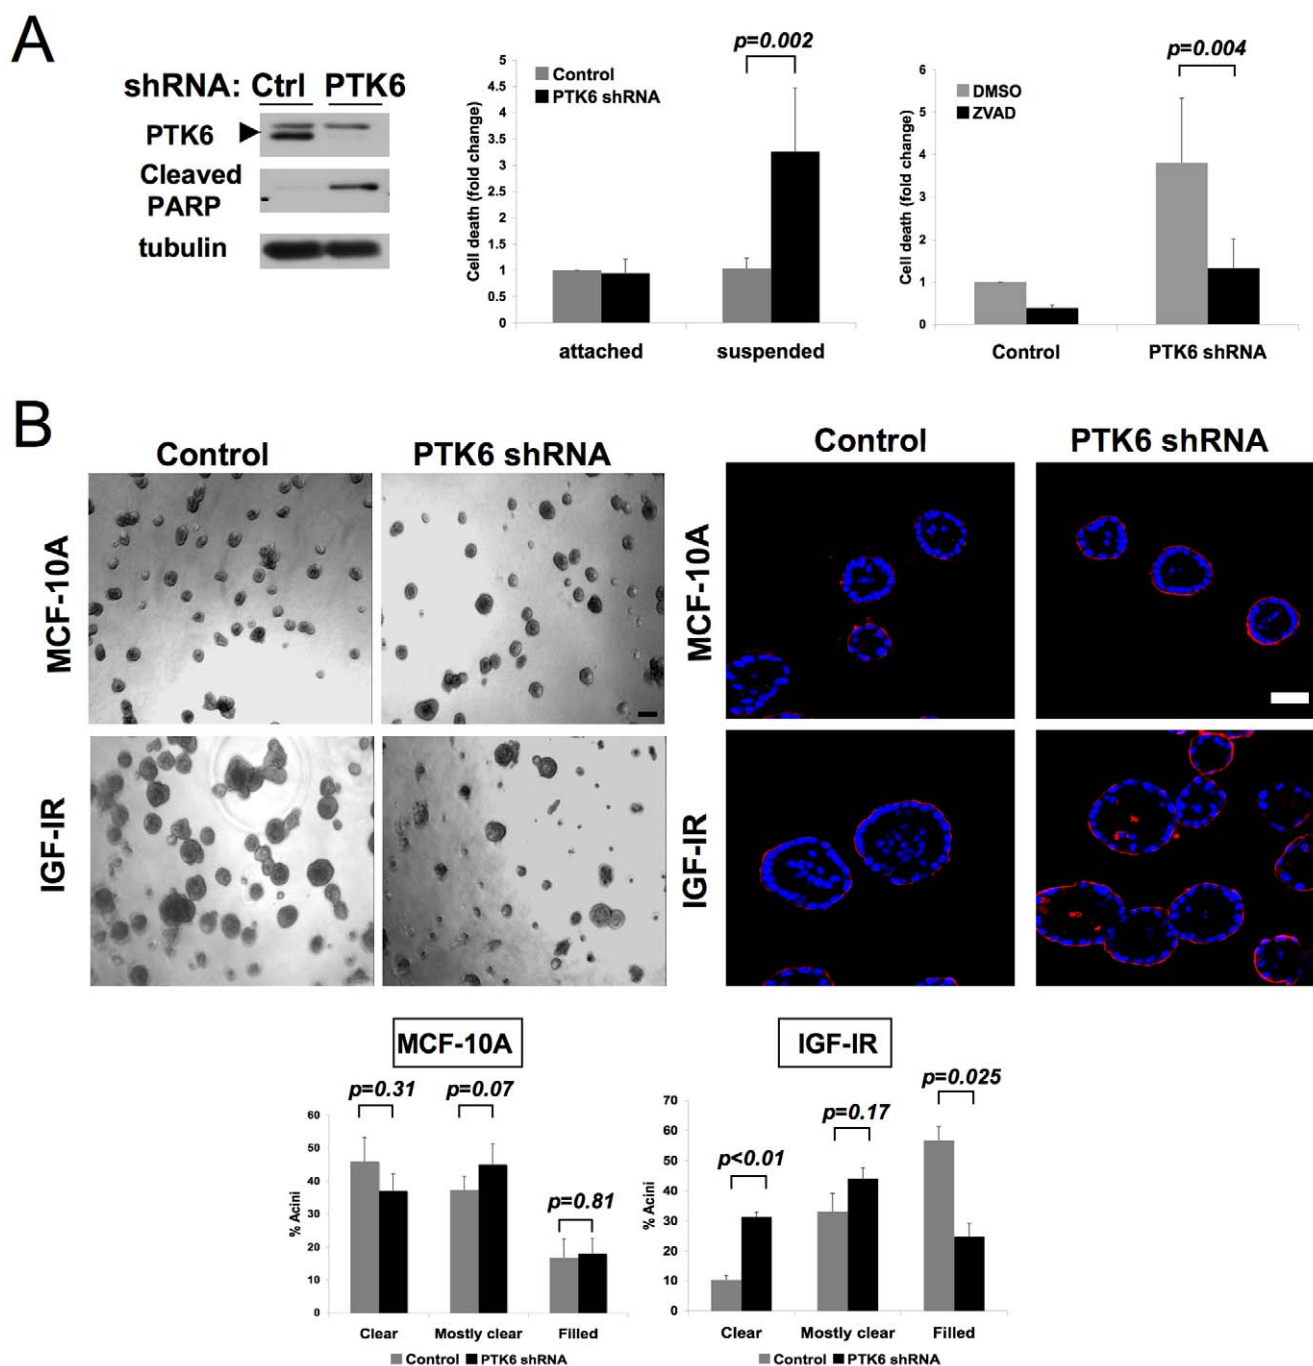 A
shRNA: Ctrl PTK6
PTK6
Cleaved
PARP
tubulin
p=0.002
Cell death (fold change)
5
4.5
4
3.5
3
2.5
2
1.5
1
0.5
0
Control
PTK6 shRNA
attached suspended
p=0.004
Cell death (fold change)
6
5
4
3
2
1
0
DMSO
ZVAD
Control PTK6 shRNA
B
Control PTK6 shRNA Control PTK6 shRNA
MCF-10A
MCF-10A
IGF-IR
IGF-IR
MCF-10A
p=0.31 p=0.07
p=0.81
% Acini
60
50
40
30
20
10
0
Clear Mostly clear Filled
Control PTK6 shRNA
IGF-IR
p=0.025
p=0.17
p<0.01
% Acini
70
60
50
40
30
20
10
0
Clear Mostly clear Filled
Control PTK6 shRNA